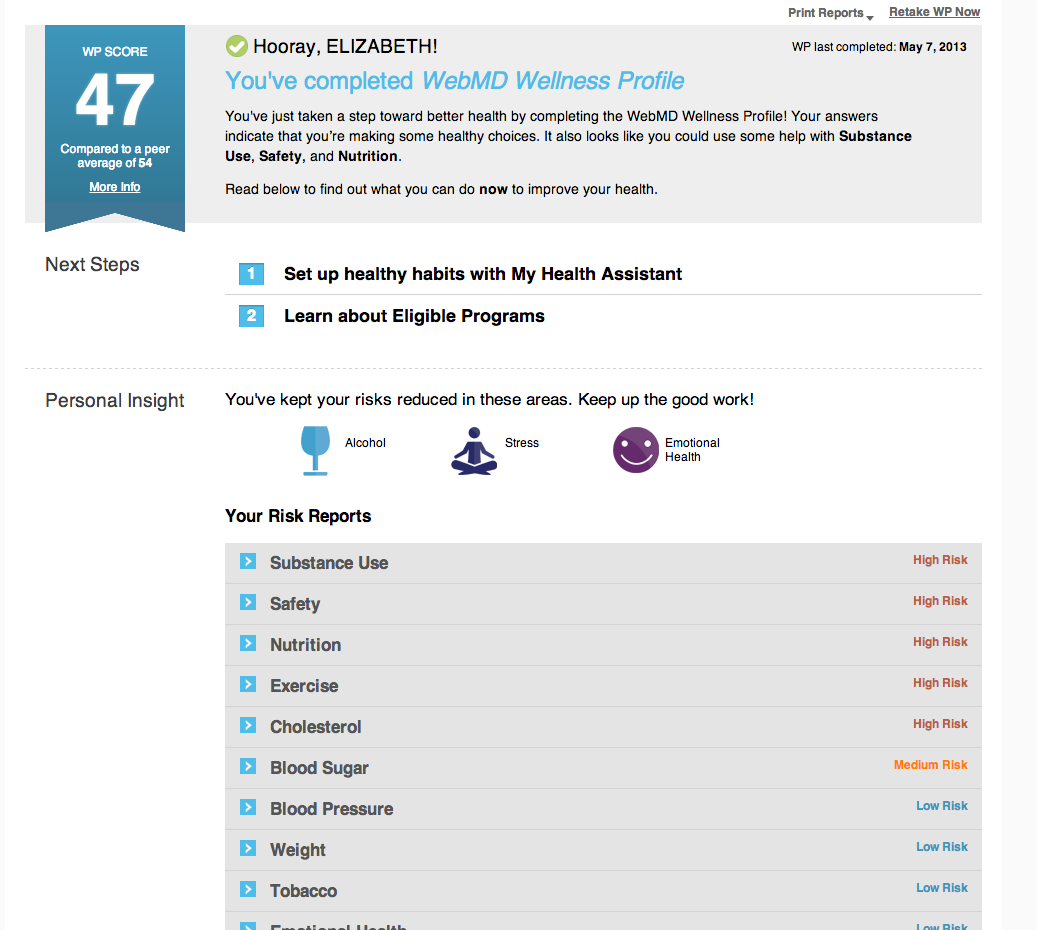 Print Reports
Retake WP Now
WP SCORE
47
Compared to a peer
average of 54
More Info
Hooray, ELIZABETH!
WP last completed: May 7, 2013
You've completed WebMD Wellness Profile
You've just taken a step toward better health by completing the WebMD Wellness Profile! Your answers
indicate that you're making some healthy choices. It also looks like you could use some help with Substance
Use, Safety, and Nutrition.
Read below to find out what you can do now to improve your health.
Next Steps
1 Set up healthy habits with My Health Assistant
2 Learn about Eligible Programs
Personal Insight
You've kept your risks reduced in these areas. Keep up the good work!
Alcohol
Stress
Emotional
Health
Your Risk Reports
Substance Use High Risk
Safety High Risk
Nutrition High Risk
Exercise High Risk
Cholesterol High Risk
Blood Sugar Medium Risk
Blood Pressure Low Risk
Weight Low Risk
Tobacco Low Risk
Emotional Health Low Risk